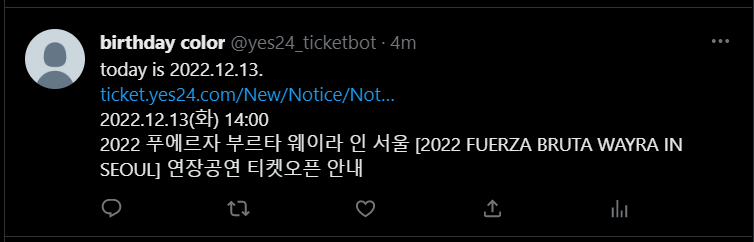 birthday color @yes24_ticketbot · 4m
today is 2022.12.13.
ticket.yes24.com/New/Notice/Not...
2022.12.13(화) 14:00
2022 푸에르자 부르타 웨이라 인 서울 [2022 FUERZA BRUTA WAYRA IN
SEOUL] 연장공연 티켓오픈 안내